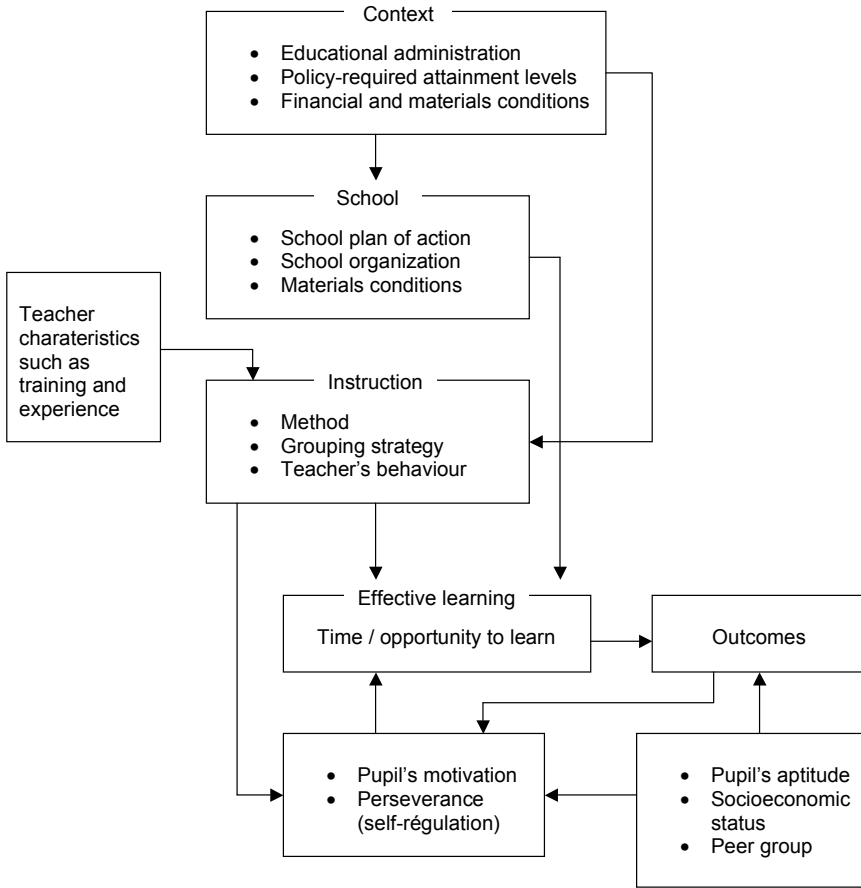 Context
• Educational administration
• Policy-required attainment levels
• Financial and materials conditions
School
• School plan of action
• School organization
• Materials conditions
Teacher
charateristics
such as
training and
experience
Instruction
• Method
• Grouping strategy
• Teacher's behaviour
Effective learning
Time / opportunity to learn
Outcomes
• Pupil's motivation
• Perseverance
(self-régulation)
• Pupil's aptitude
• Socioeconomic
status
• Peer group